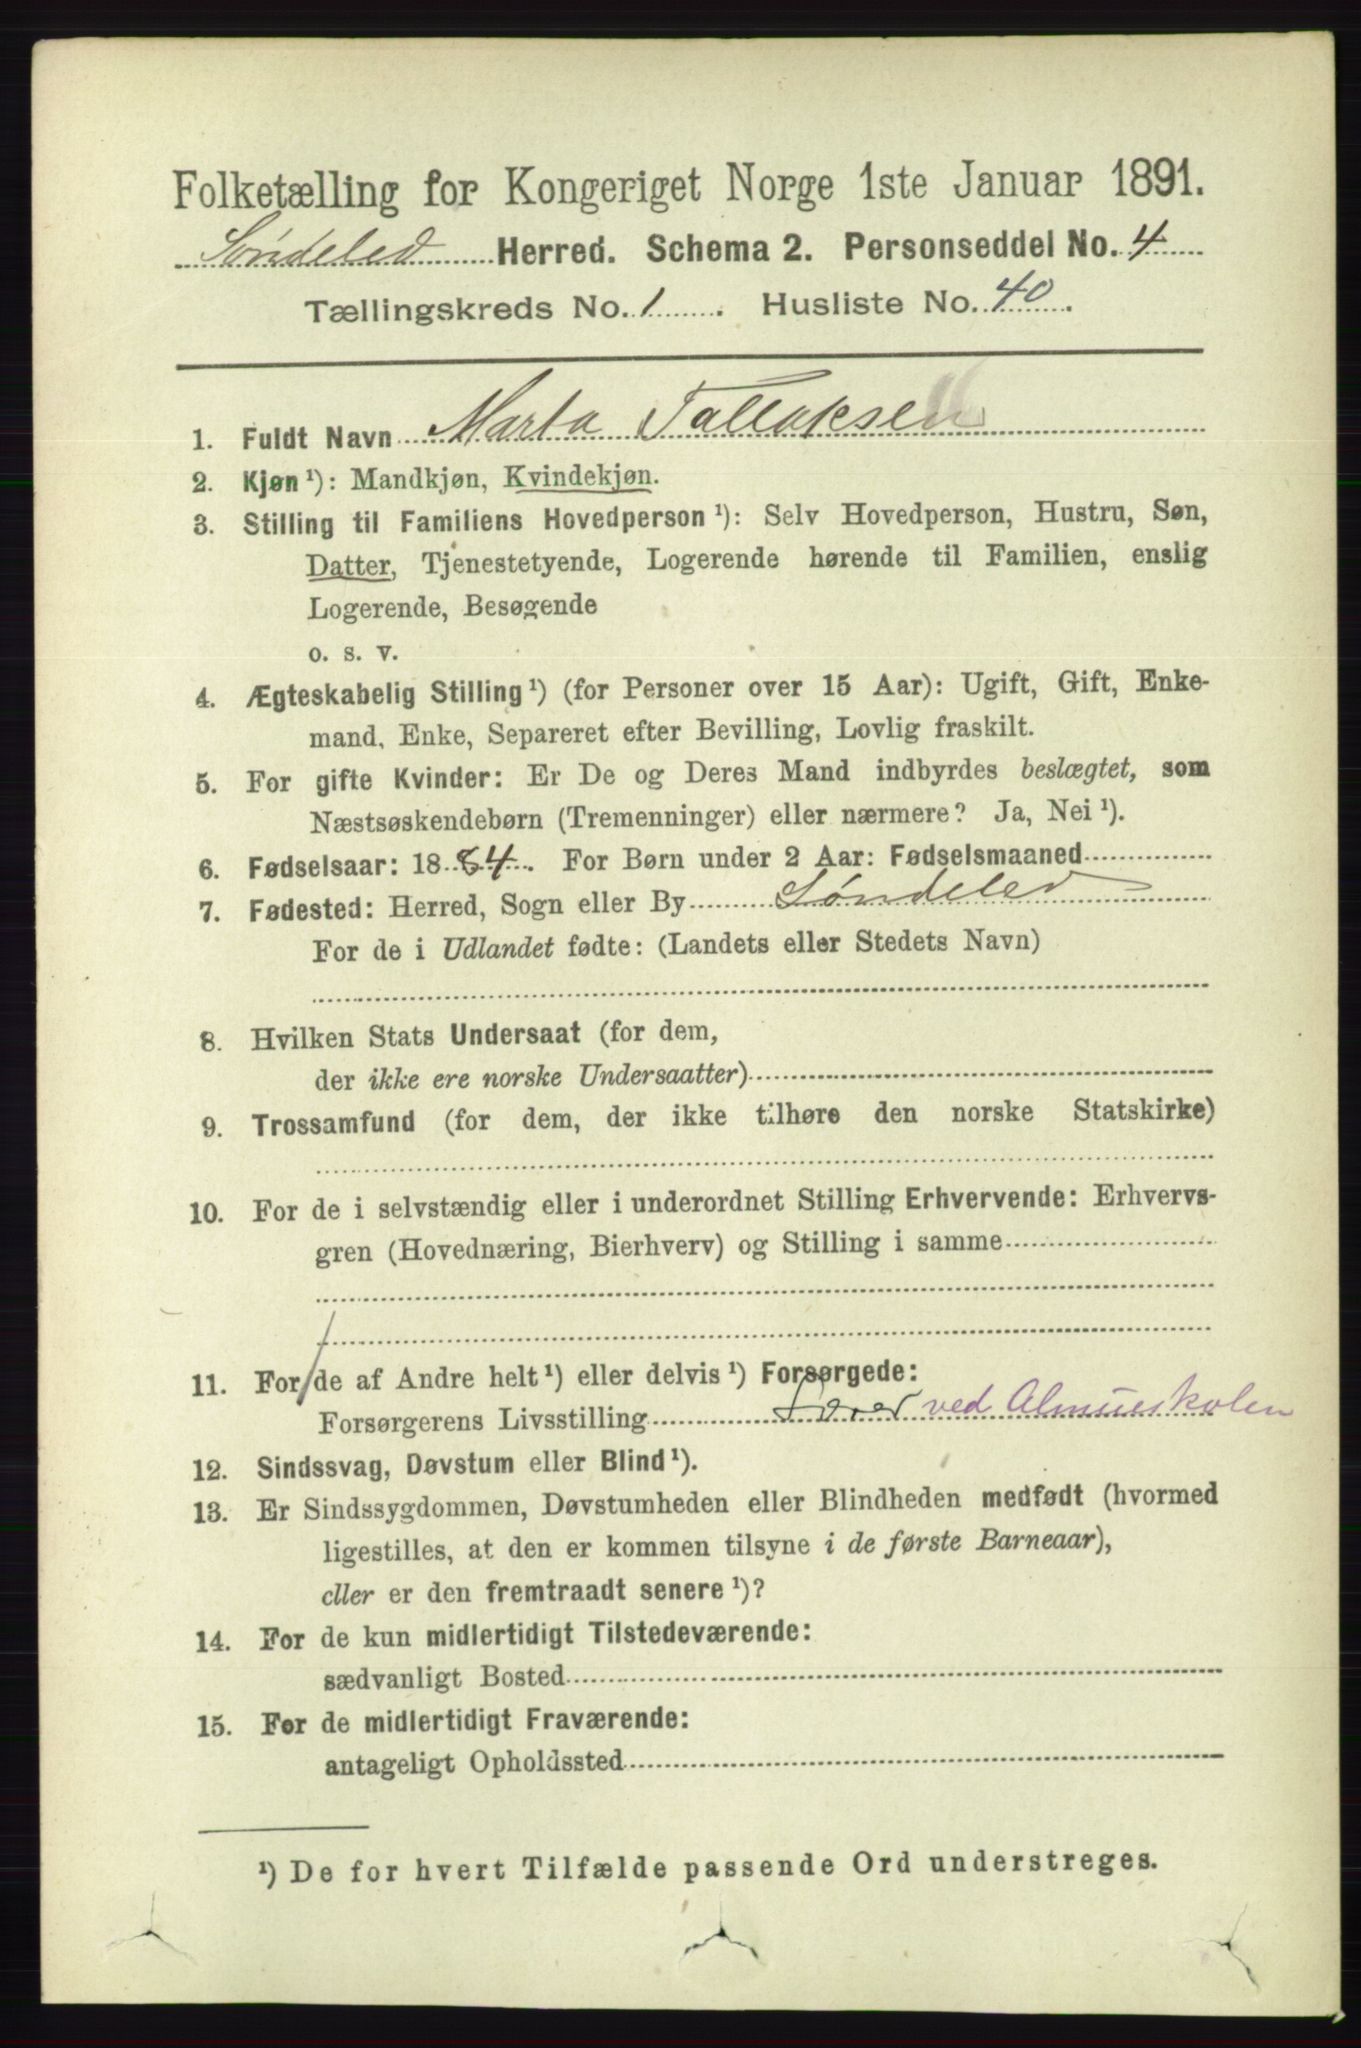 Folketælling for Kongeriget Norge 1ste Januar 1891.
Søndeled Herred. Schema 2. Personseddel No. 4
Tællingskreds No. 1. Husliste No. 40.
1. Fuldt Navn Marta Tallaksen
2. Kjøn ¹): Mandkjøn, Kvindekjøn.
3. Stilling til Familiens Hovedperson ¹): Selv Hovedperson, Hustru, Søn,
Datter, Tjenestetyende, Logerende hørende til Familien, enslig
Logerende, Besøgende
o. s. v.
4. Ægteskabelig Stilling ¹) (for Personer over 15 Aar): Ugift, Gift, Enke-
mand, Enke, Separeret efter Bevilling, Lovlig fraskilt.
5. For gifte Kvinder: Er De og Deres Mand indbyrdes beslægtet, som
Næstsøskendebørn (Tremenninger) eller nærmere? Ja, Nei ¹).
6. Fødselsaar: 1884. For Børn under 2 Aar: Fødselsmaaned
7. Fødested: Herred, Sogn eller By Søndeled
For de i Udlandet fødte: (Landets eller Stedets Navn)
8. Hvilken Stats Undersaat (for dem,
der ikke ere norske Undersaatter)
9. Trossamfund (for dem, der ikke tilhøre den norske Statskirke)
10. For de i selvstændig eller i underordnet Stilling Erhvervende: Erhvervs-
gren (Hovednæring, Bierhverv) og Stilling i samme
11. For de af Andre helt ¹) eller delvis ¹) Forsørgede:
Forsørgerens Livsstilling Lærer ved Almueskolen
12. Sindssvag, Døvstum eller Blind ¹).
13. Er Sindssygdommen, Døvstumheden eller Blindheden medfødt (hvormed
ligestilles, at den er kommen tilsyne i de første Barneaar),
eller er den fremtraadt senere ¹)?
14. For de kun midlertidigt Tilstedeværende:
sædvanligt Bosted
15. For de midlertidigt Fraværende:
antageligt Opholdssted
¹) De for hvert Tilfælde passende Ord understreges.